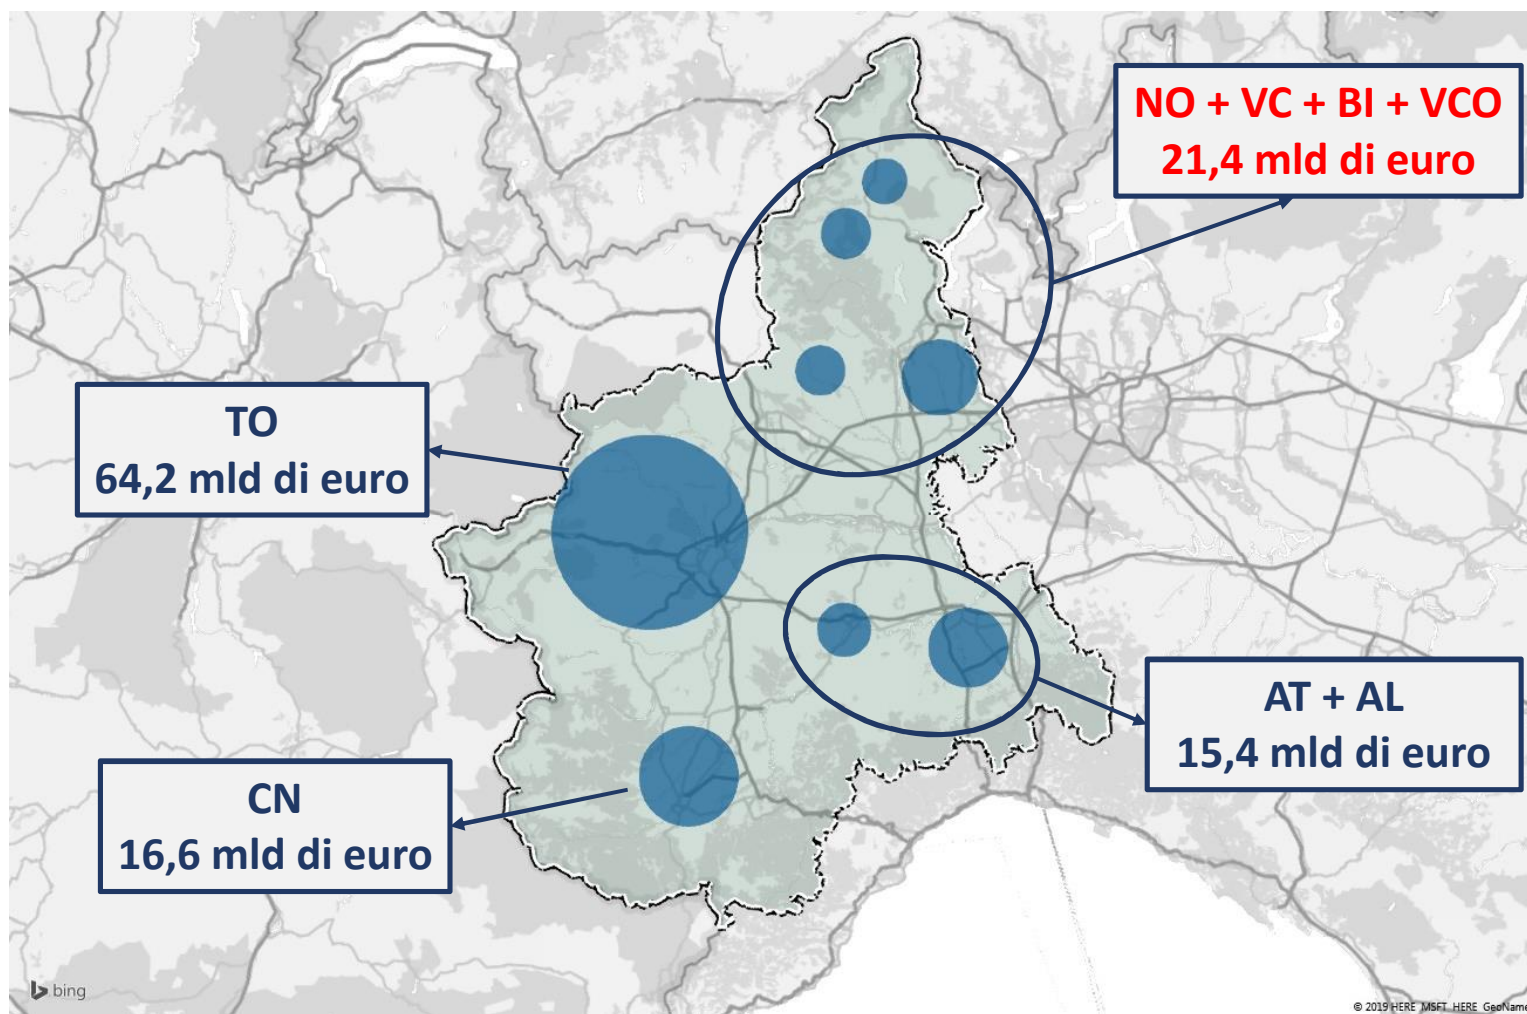 NO + VC + BI + VCO
21,4 mld di euro
TO
64,2 mld di euro
AT + AL
15,4 mld di euro
CN
16,6 mld di euro
bing
© 2019 HERE MSFT HERE GeoName